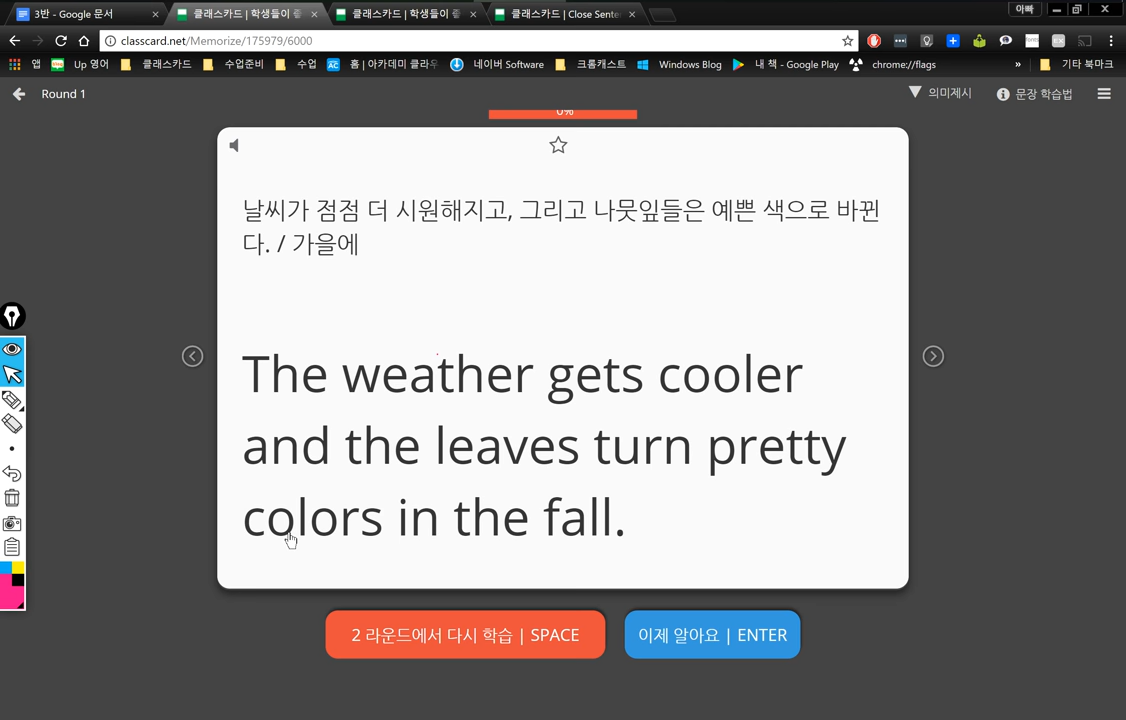 3반 - Google 문서
클래스카드 | 학생들이 좋
클래스카드 | 학생들이 좋
클래스카드 | Close Sente
아빠
classcard.net/Memorize/175979/6000
앱
Up 영어
클래스카드
수업준비
수업
홈 | 아카데미 클라우
네이버 Software
크롬캐스트
Windows Blog
내 책 - Google Play
chrome://flags
»
기타 북마크
Round 1
의미제시
문장 학습법
0%
날씨가 점점 더 시원해지고, 그리고 나뭇잎들은 예쁜 색으로 바뀐
다. / 가을에
The weather gets cooler
and the leaves turn pretty
colors in the fall.
2 라운드에서 다시 학습 | SPACE
이제 알아요 | ENTER